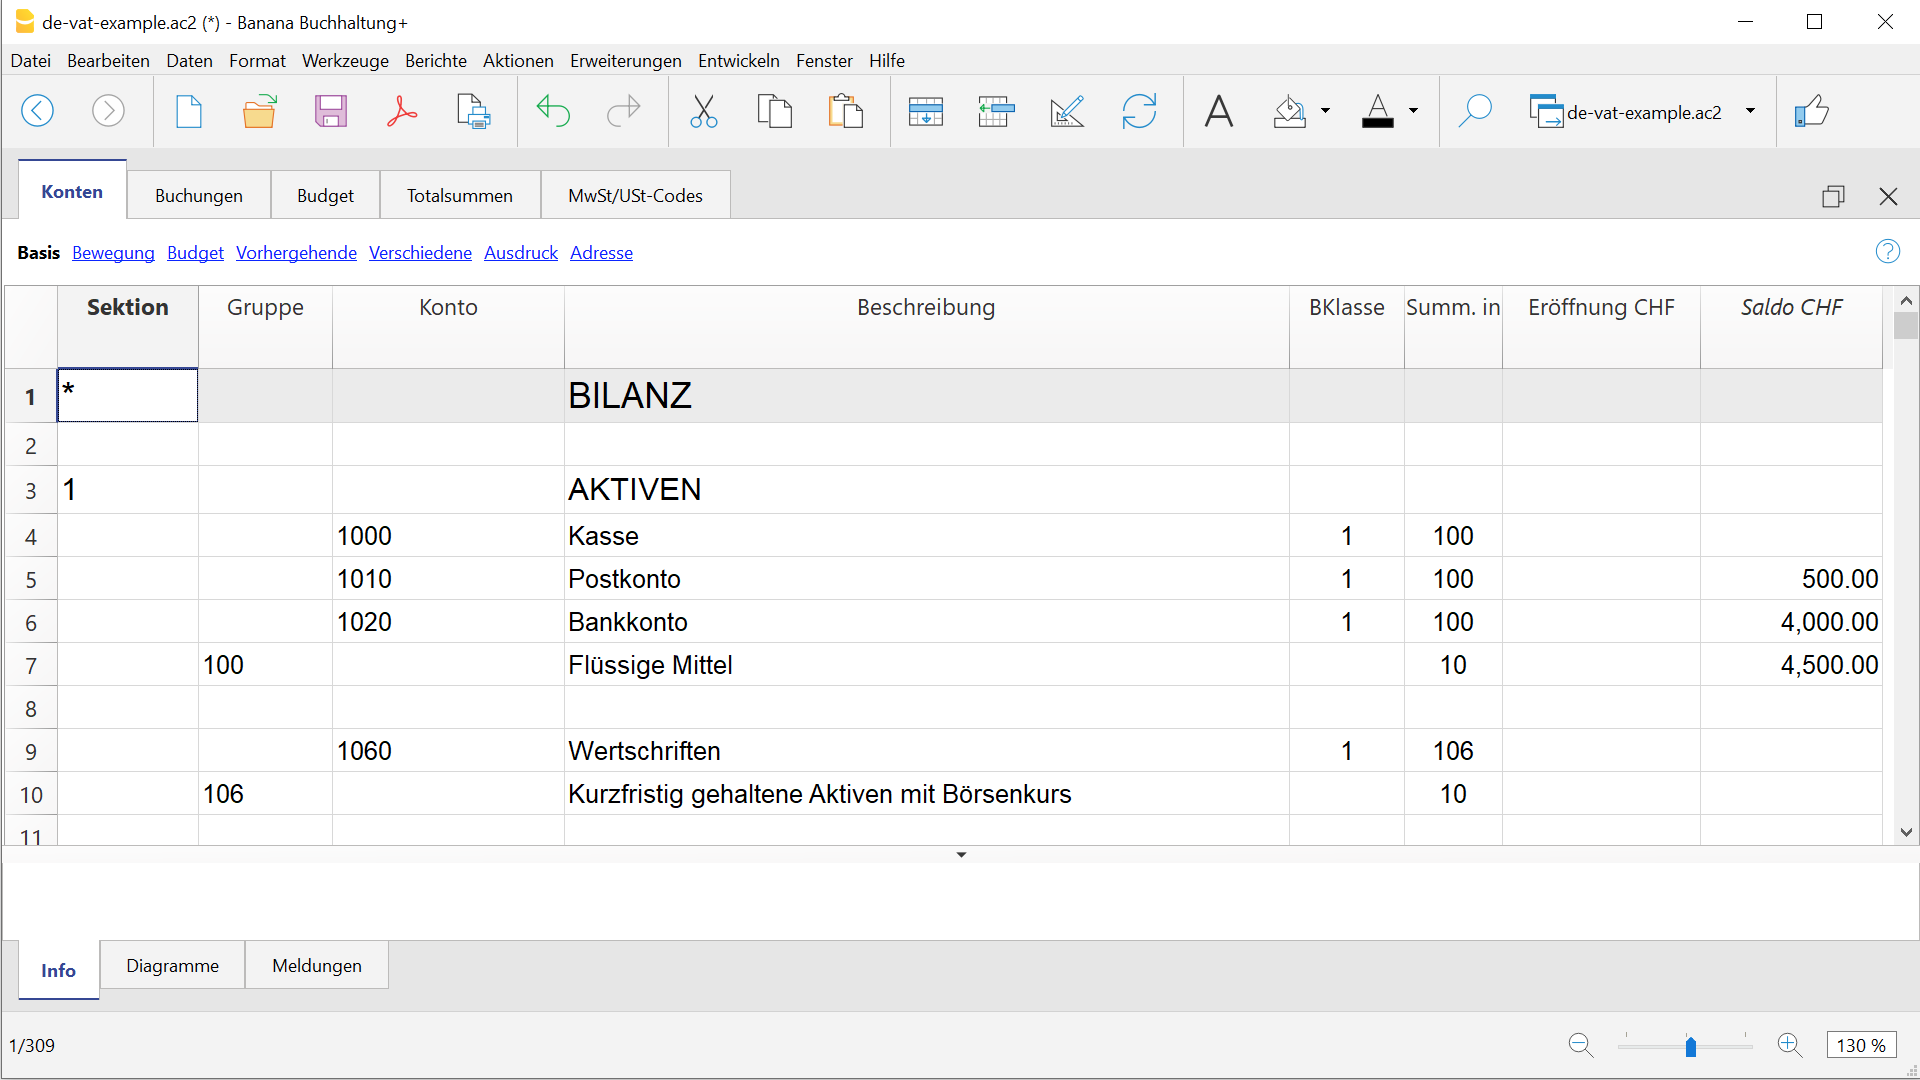 de-vat-example.ac2 (*) - Banana Buchhaltung+
Datei Bearbeiten Daten Format Werkzeuge Berichte Aktionen Erweiterungen Entwickeln Fenster Hilfe
de-vat-example.ac2
Konten Buchungen Budget Totalsummen MwSt/USt-Codes
Basis Bewegung Budget Vorhergehende Verschiedene Ausdruck Adresse
Sektion Gruppe Konto Beschreibung BKlasse Summ. in Eröffnung CHF Saldo CHF
1 * BILANZ
2
3 1 AKTIVEN
4 1000 Kasse 1 100
5 1010 Postkonto 1 100 500.00
6 1020 Bankkonto 1 100 4,000.00
7 100 Flüssige Mittel 10 4,500.00
8
9 1060 Wertschriften 1 106
10 106 Kurzfristig gehaltene Aktiven mit Börsenkurs 10
11
Info Diagramme Meldungen
1/309
130 %